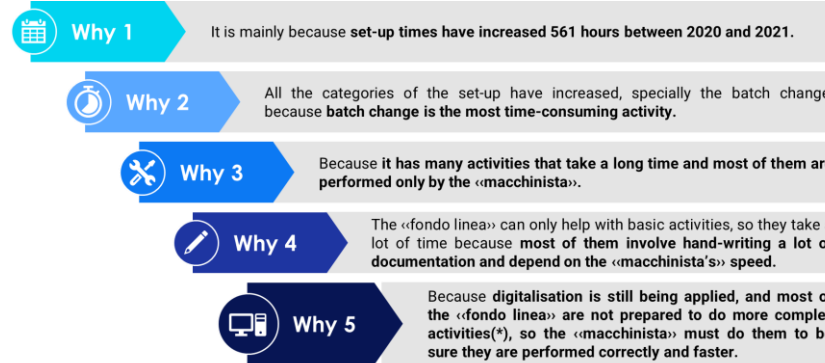 Why 1
It is mainly because set-up times have increased 561 hours between 2020 and 2021.
Why 2
All the categories of the set-up have increased, specially the batch change
because batch change is the most time-consuming activity.
Why 3
Because it has many activities that take a long time and most of them ar
performed only by the ‹‹macchinista››.
Why 4
The ‹‹fondo linea›› can only help with basic activities, so they take
lot of time because most of them involve hand-writing a lot o
documentation and depend on the ‹‹macchinista's›› speed.
Why 5
Because digitalisation is still being applied, and most o
the ‹‹fondo linea›› are not prepared to do more comple
activities(*), so the ‹‹macchinista›› must do them to b
sure they are performed correctly and faster.